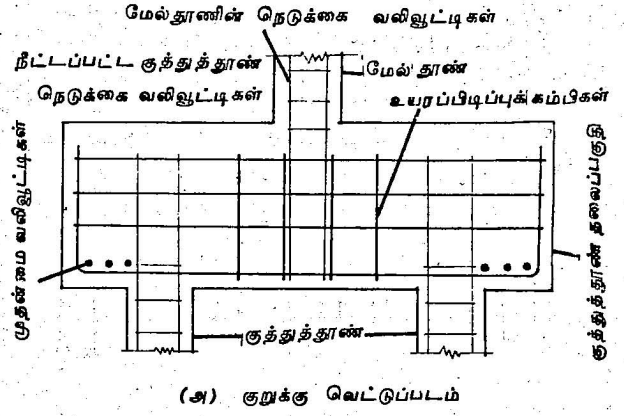 மேல்தூணின் நெடுக்கை வலிவூட்டிகள்
நீட்டப்பட்ட குத்துத்தூண்
நெடுக்கை வலிவூட்டிகள்
மேல் தூண்
உயரப்பிடிப்புக்கம்பிகள்
முதன்மை வலிவூட்டிகள்
குத்துத்தூண் தலைப்பகுதி
குத்துத்தூண்
(அ) குறுக்கு வெட்டுப்படம்